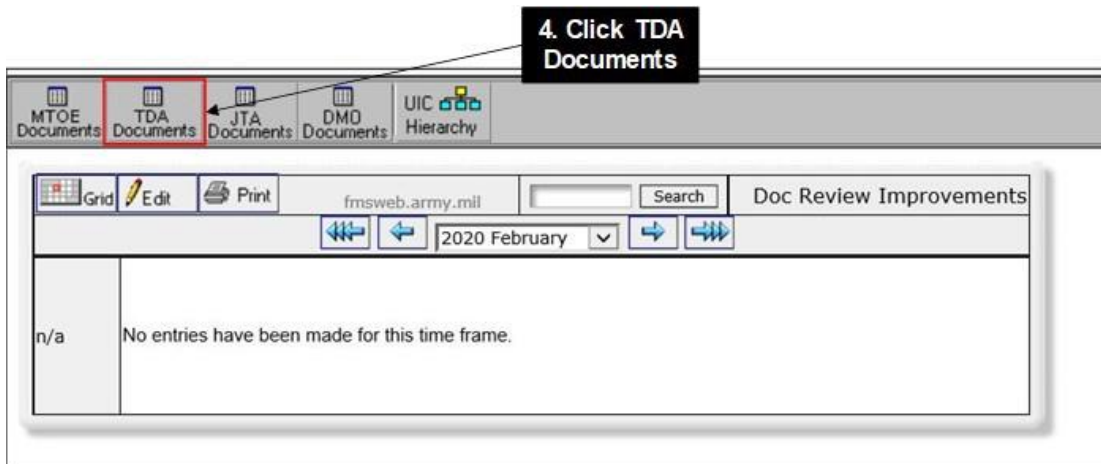 4. Click TDA
Documents
MTOE
Documents
TDA
Documents
JTA
Documents
DMO
Documents
UIC
Hierarchy
Grid
Edit
Print
fmsweb.army.mil
Search
Doc Review Improvements
2020 February
n/a
No entries have been made for this time frame.